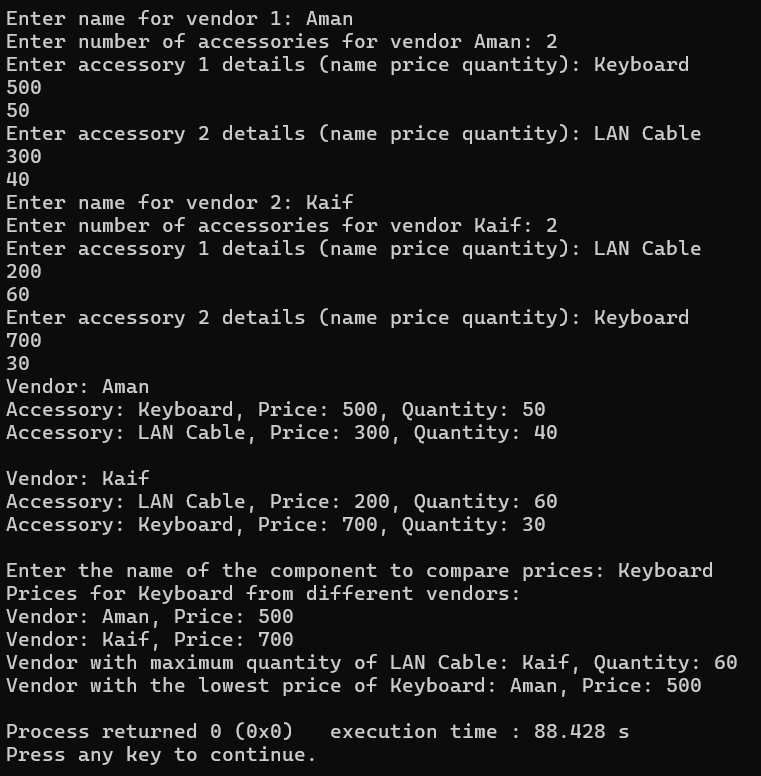 Enter name for vendor 1: Aman
Enter number of accessories for vendor Aman: 2
Enter accessory 1 details (name price quantity): Keyboard
500
50
Enter accessory 2 details (name price quantity): LAN Cable
300
40
Enter name for vendor 2: Kaif
Enter number of accessories for vendor Kaif: 2
Enter accessory 1 details (name price quantity): LAN Cable
200
60
Enter accessory 2 details (name price quantity): Keyboard
700
30
Vendor: Aman
Accessory: Keyboard, Price: 500, Quantity: 50
Accessory: LAN Cable, Price: 300, Quantity: 40

Vendor: Kaif
Accessory: LAN Cable, Price: 200, Quantity: 60
Accessory: Keyboard, Price: 700, Quantity: 30

Enter the name of the component to compare prices: Keyboard
Prices for Keyboard from different vendors:
Vendor: Aman, Price: 500
Vendor: Kaif, Price: 700
Vendor with maximum quantity of LAN Cable: Kaif, Quantity: 60
Vendor with the lowest price of Keyboard: Aman, Price: 500

Process returned 0 (0x0)   execution time : 88.428 s
Press any key to continue.